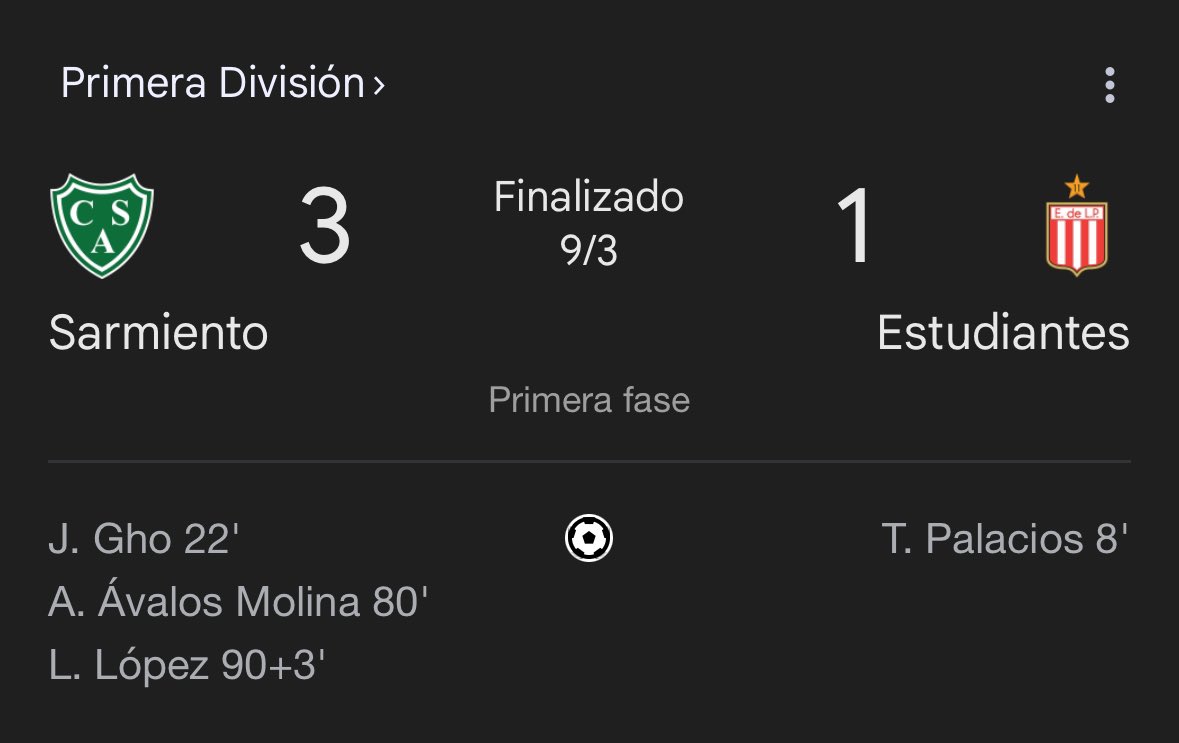 Primera División ›
CSA
3
Finalizado
9/3
1
E. de L.P.
Sarmiento
Estudiantes
Primera fase
J. Gho 22'
T. Palacios 8'
A. Ávalos Molina 80'
L. López 90+3'